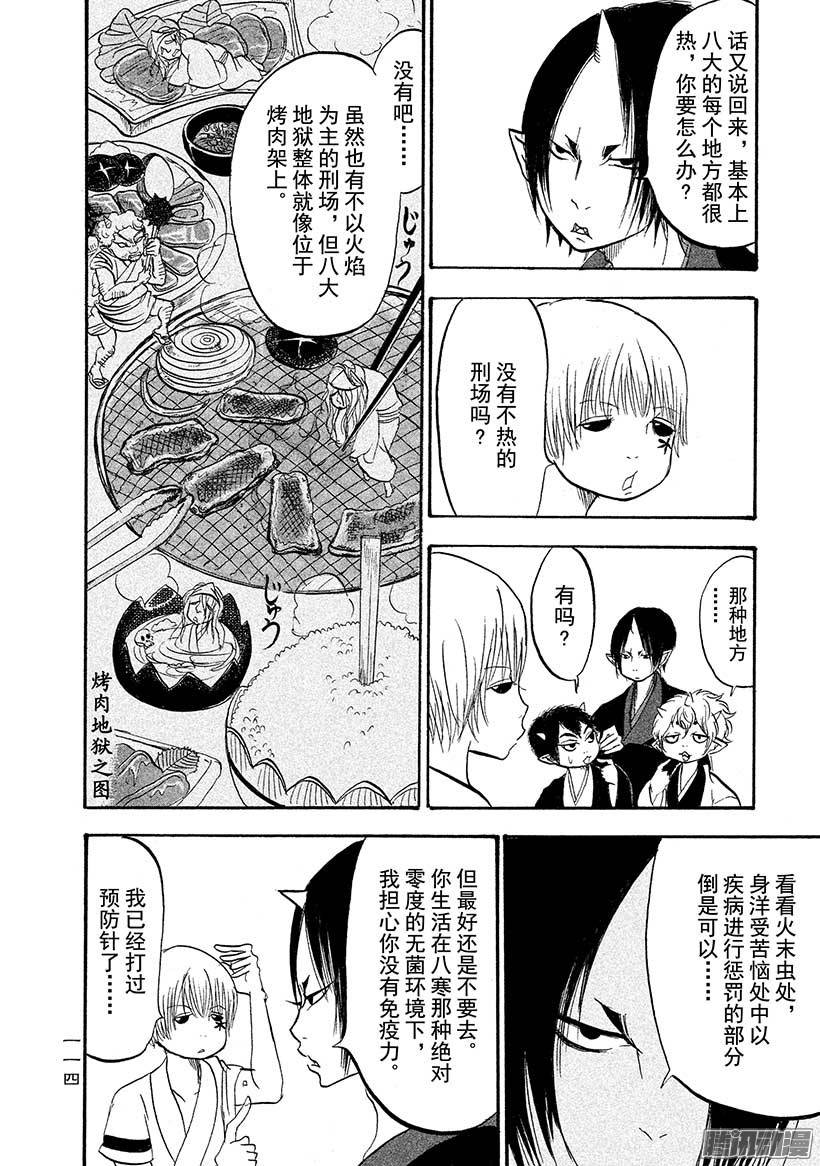 话又说回来，基本上
八大的每个地方都很
热，你要怎么办？
没有不热的
刑场吗？
那种地方
……
有吗？
没有吧……
虽然也有不以火焰
为主的刑场，但八大
地狱整体就像位于
烤肉架上。
じゅう
じゅう
烤肉地狱之图
看看火末虫处，
身洋受苦恼处中以
疾病进行惩罚的部分
倒是可以……
但最好还是不要去。
你生活在八寒那种绝对
零度的无菌环境下，
我担心你没有免疫力。
我已经打过
预防针了……
一一四
腾讯动漫